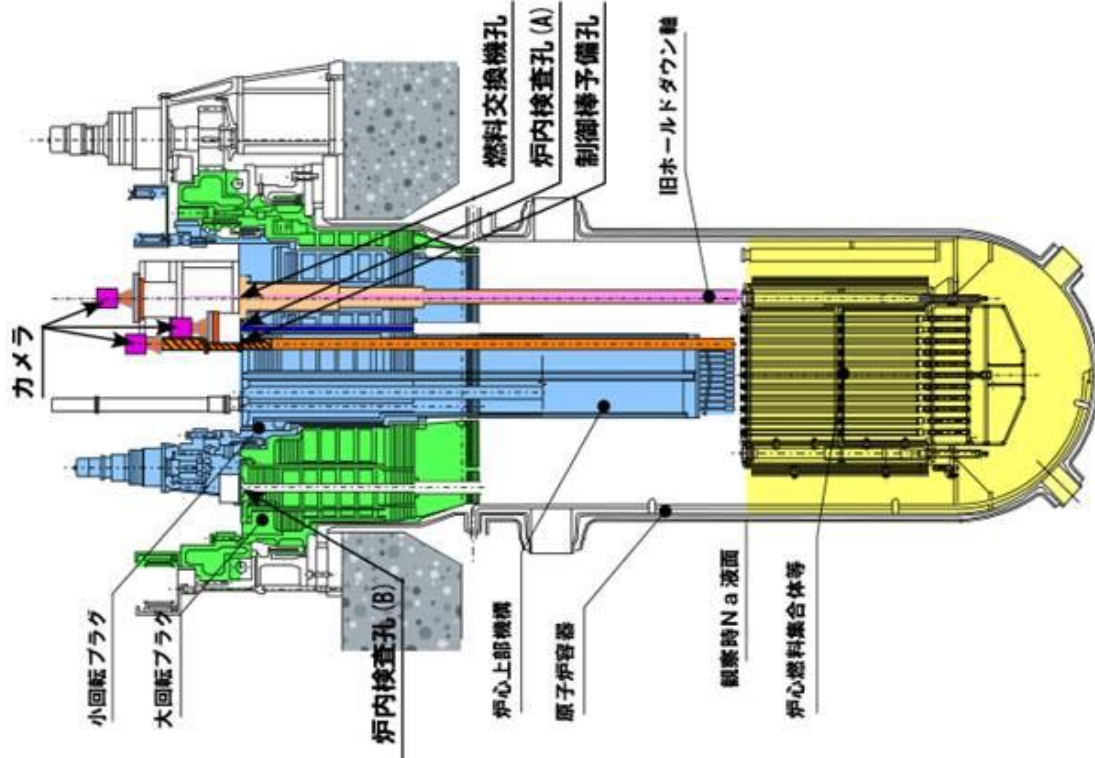 カメラ
燃料交換機孔
炉内検査孔(A)
制御棒予備孔
旧ホールドダウン軸
小回転プラグ
大回転プラグ
炉内検査孔(B)
炉心上部機構
原子炉容器
観察時Na液面
炉心燃料集合体等